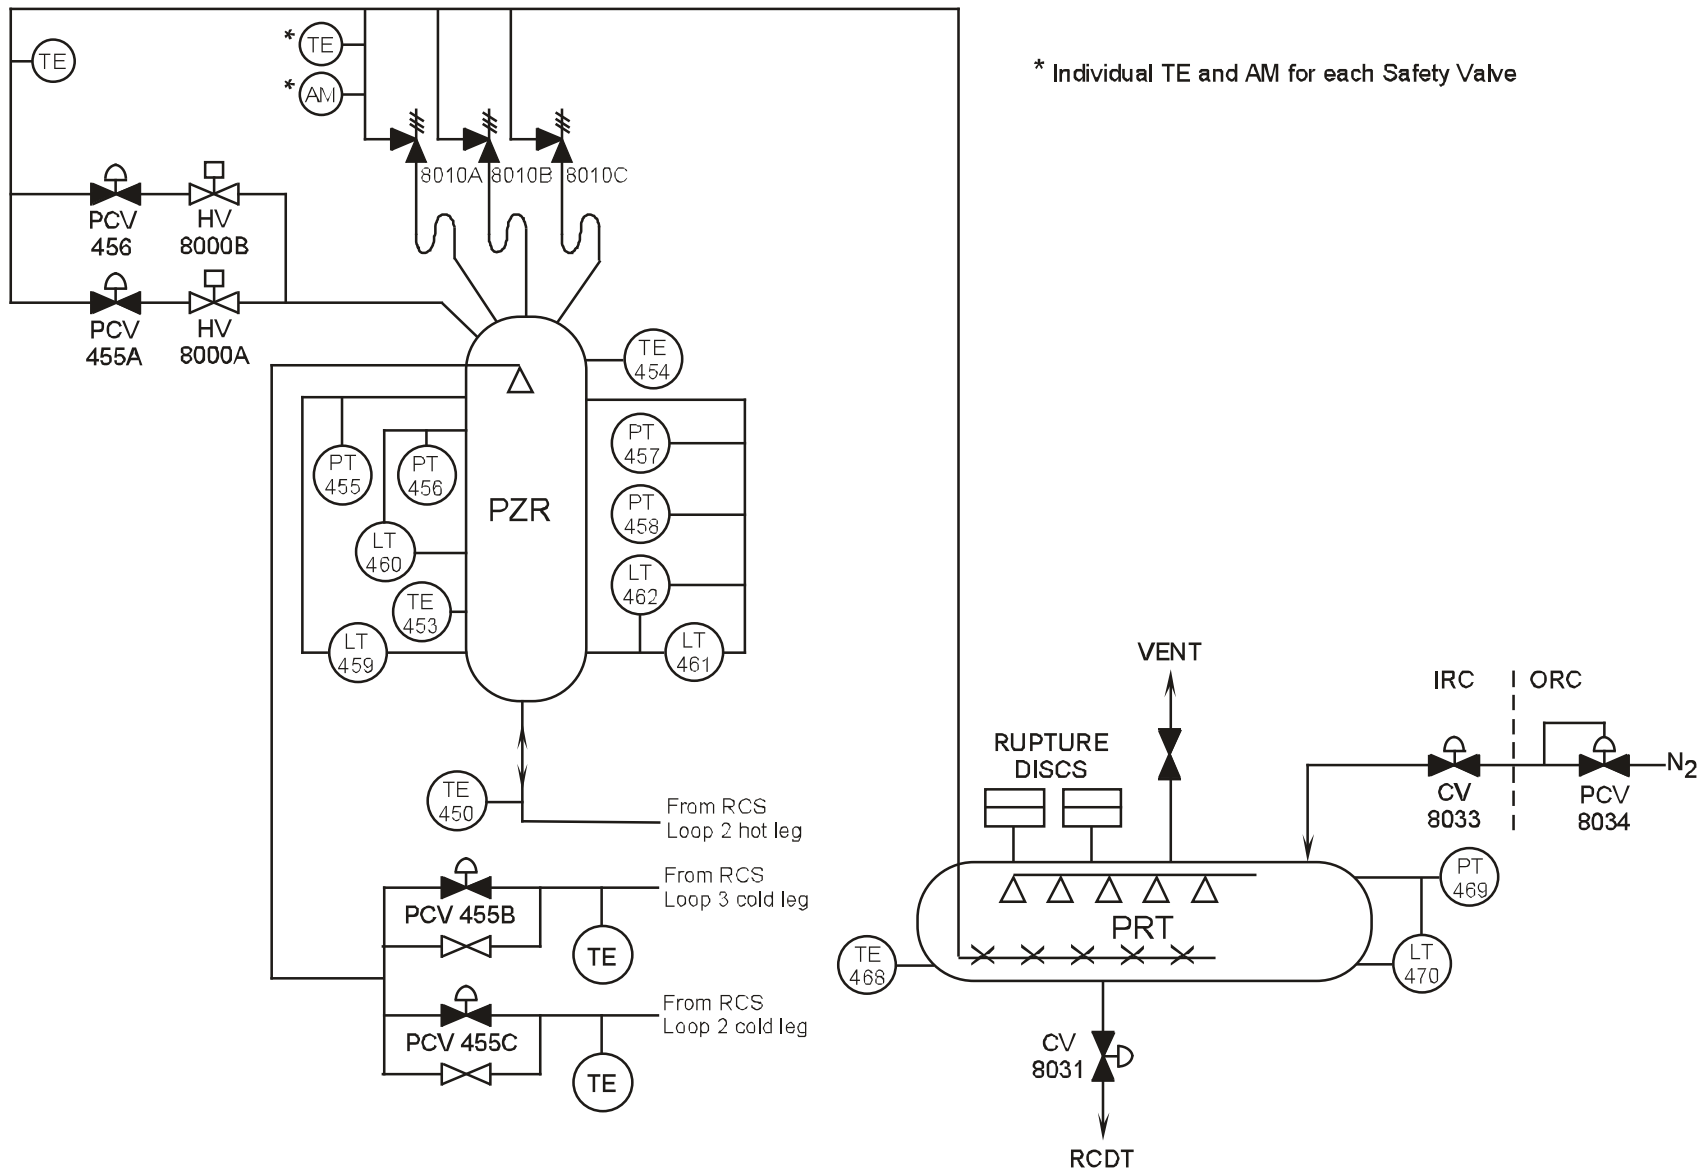 TE
* TE
* AM
* Individual TE and AM for each Safety Valve
8010A 8010B 8010C
PCV
456
HV
8000B
PCV
455A
HV
8000A
TE
454
PT
455
PT
456
PT
457
PZR
PT
458
LT
460
LT
462
TE
453
LT
459
LT
461
TE
450
From RCS
Loop 2 hot leg
From RCS
Loop 3 cold leg
PCV 455B
TE
From RCS
Loop 2 cold leg
PCV 455C
TE
VENT
IRC
ORC
RUPTURE
DISCS
N2
CV
8033
PCV
8034
PT
469
PRT
TE
468
LT
470
CV
8031
RCDT